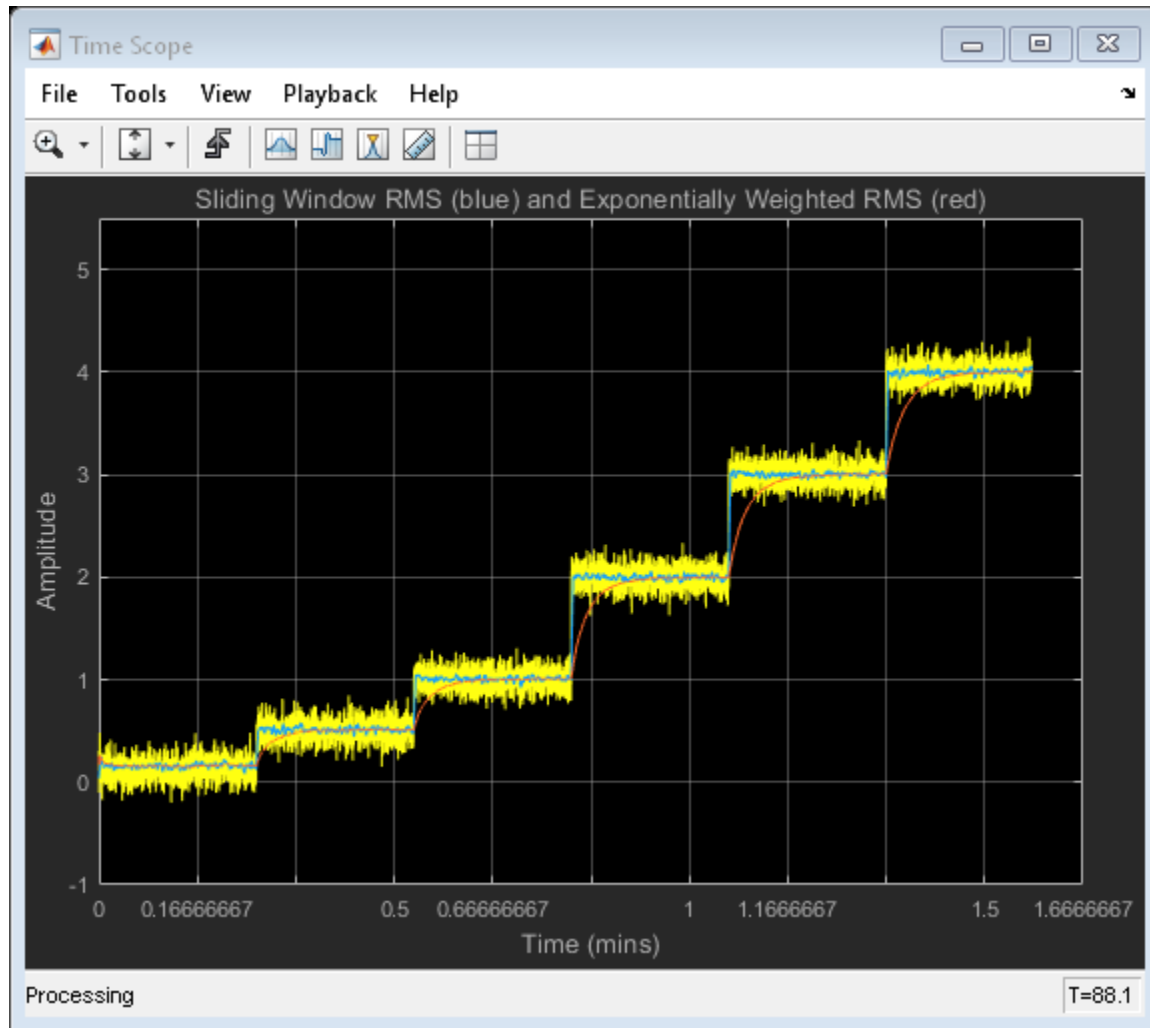 Time Scope
File Tools View Playback Help
Sliding Window RMS (blue) and Exponentially Weighted RMS (red)
5
4
3
2
1
0
-1
Amplitude
0 0.16666667 0.5 0.66666667 1 1.1666667 1.5 1.6666667
Time (mins)
Processing T=88.1